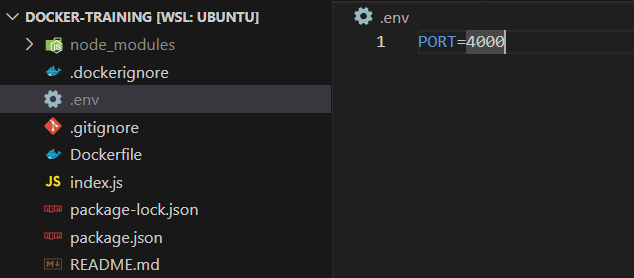 DOCKER-TRAINING [WSL: UBUNTU]
node_modules
.dockerignore
.env
.gitignore
Dockerfile
JS index.js
package-lock.json
package.json
README.md
.env
1 PORT=4000